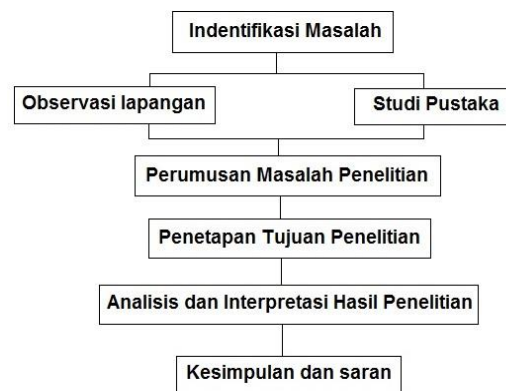 Indentifikasi Masalah
Observasi lapangan
Studi Pustaka
Perumusan Masalah Penelitian
Penetapan Tujuan Penelitian
Analisis dan Interpretasi Hasil Penelitian
Kesimpulan dan saran